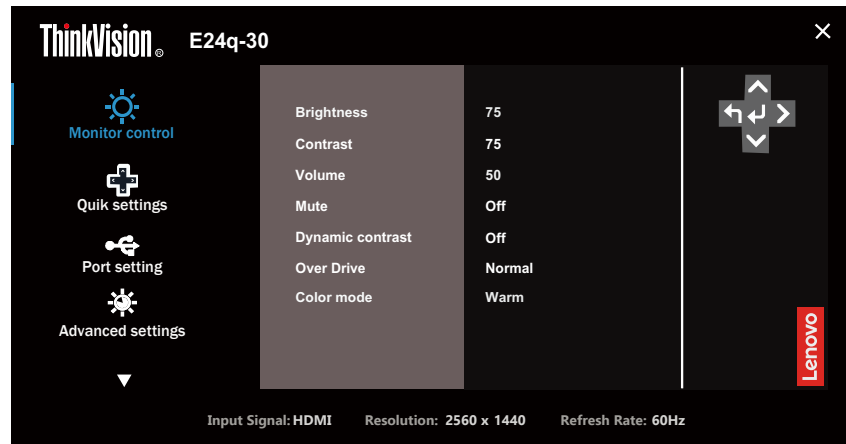 ThinkVision® E24q-30
Monitor control
Quik settings
Port setting
Advanced settings
Brightness 75
Contrast 75
Volume 50
Mute Off
Dynamic contrast Off
Over Drive Normal
Color mode Warm
Lenovo
Input Signal: HDMI Resolution: 2560 x 1440 Refresh Rate: 60Hz